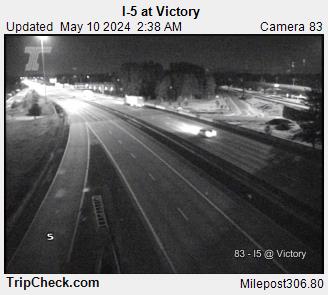 I-5 at Victory
Updated May 10 2024 2:38 AM Camera 83
T
S
83 - I5 @ Victory
TripCheck.com Milepost306.80